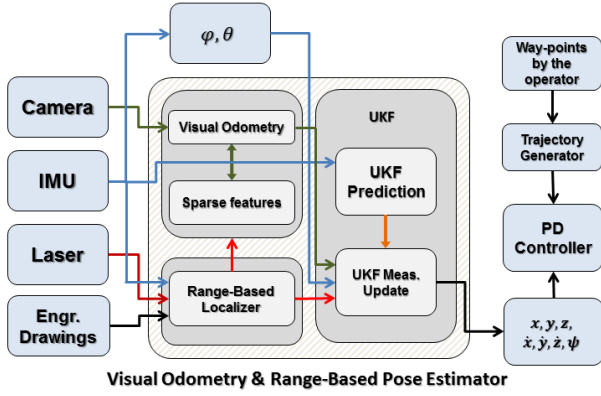 φ, θ
Way-points
by the
operator
Camera
Visual Odometry
UKF
IMU
Sparse features
UKF
Prediction
Trajectory
Generator
Laser
Range-Based
Localizer
UKF Meas.
Update
PD
Controller
Engr.
Drawings
x, y, z,
ẋ, ẏ, ż, ψ
Visual Odometry & Range-Based Pose Estimator